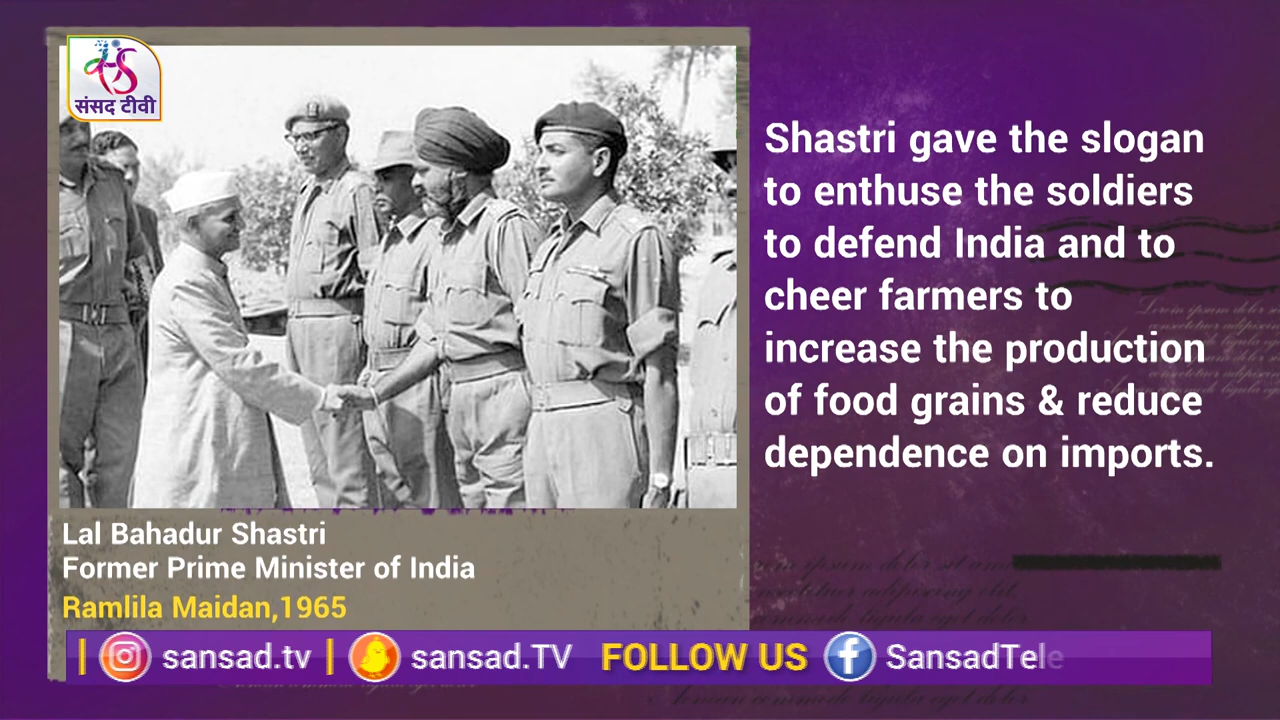 संसद टीवी
Shastri gave the slogan
to enthuse the soldiers
to defend India and to
cheer farmers to
increase the production
of food grains & reduce
dependence on imports.
Lal Bahadur Shastri
Former Prime Minister of India
Ramlila Maidan,1965
sansad.tv
sansad.TV
FOLLOW US
SansadTele